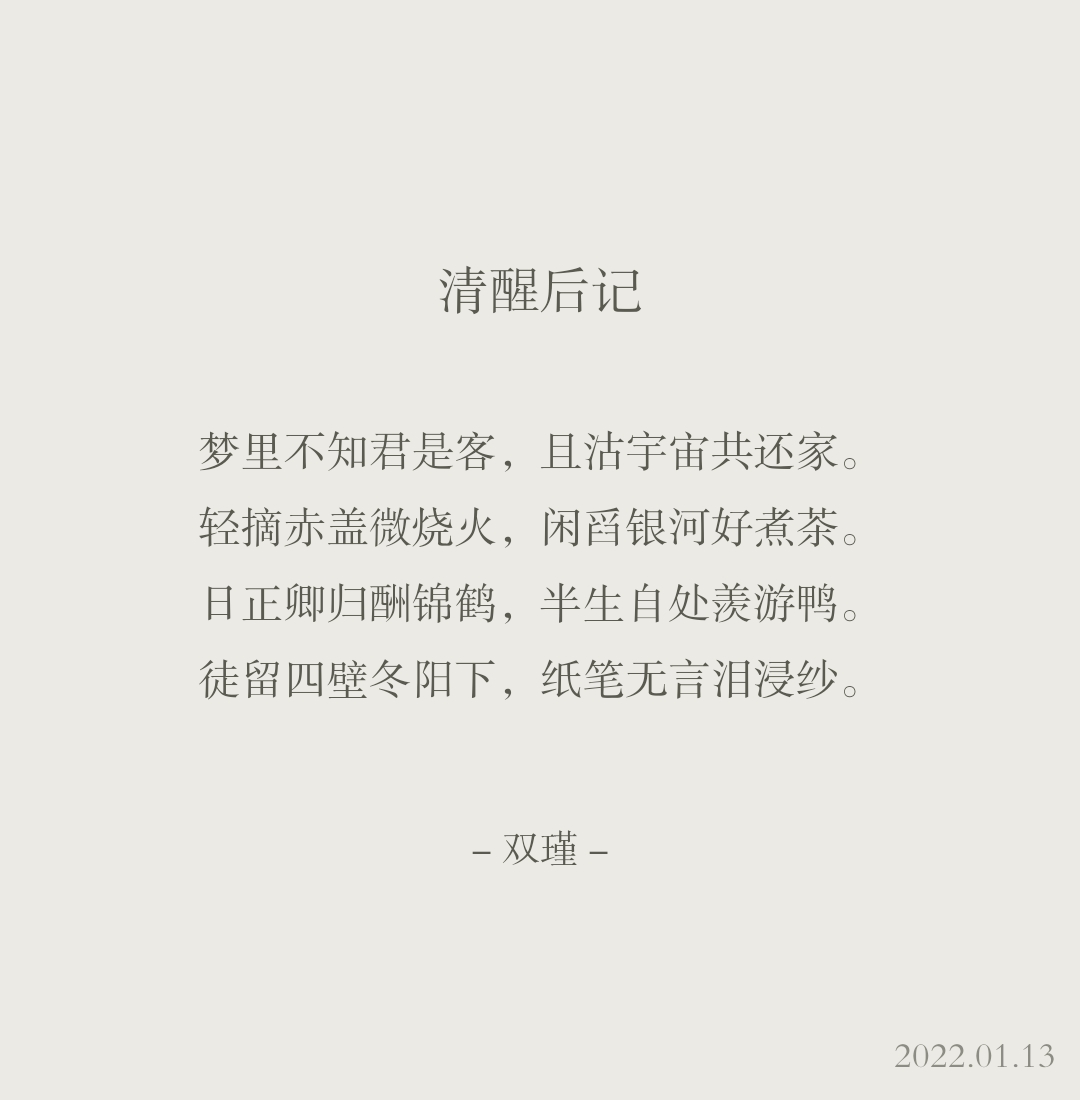 清醒后记
梦里不知君是客，且沽宇宙共还家。
轻摘赤盖微烧火，闲舀银河好煮茶。
日正卿归酬锦鹤，半生自处羡游鸭。
徒留四壁冬阳下，纸笔无言泪浸纱。
– 双瑾 –
2022.01.13